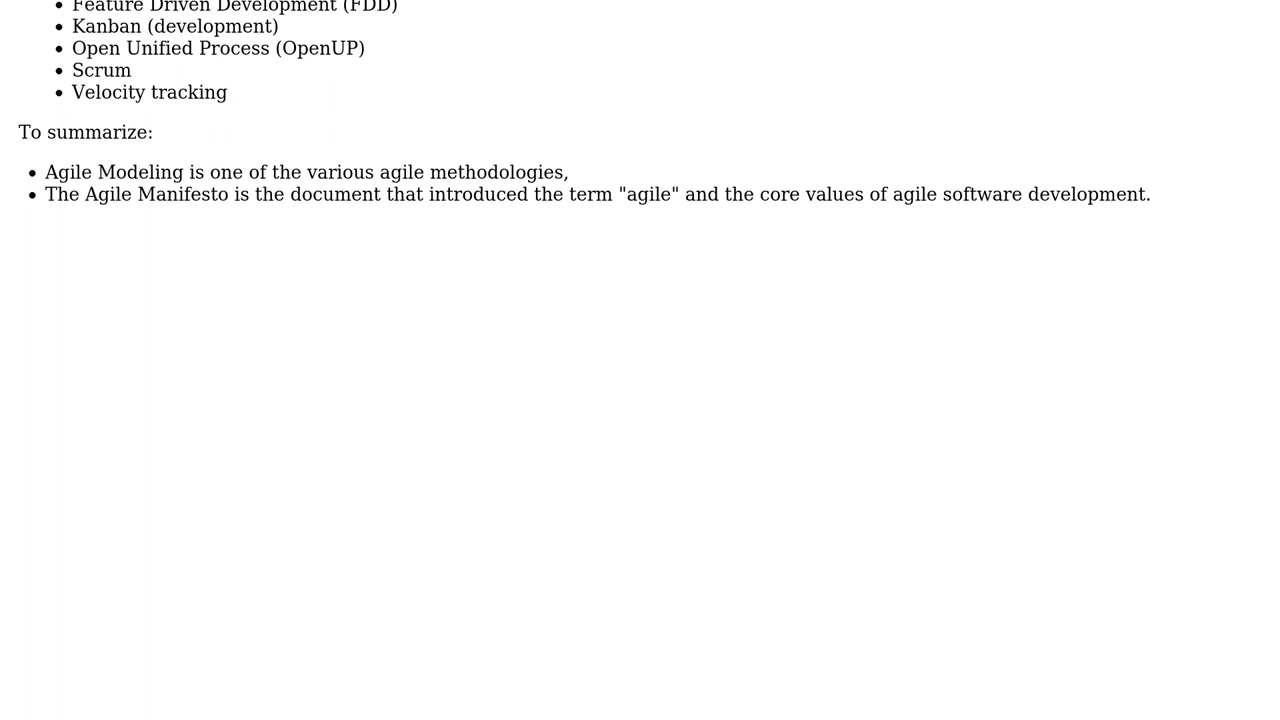 Feature Driven Development (FDD)
Kanban (development)
Open Unified Process (OpenUP)
Scrum
Velocity tracking
To summarize:
Agile Modeling is one of the various agile methodologies,
The Agile Manifesto is the document that introduced the term "agile" and the core values of agile software development.